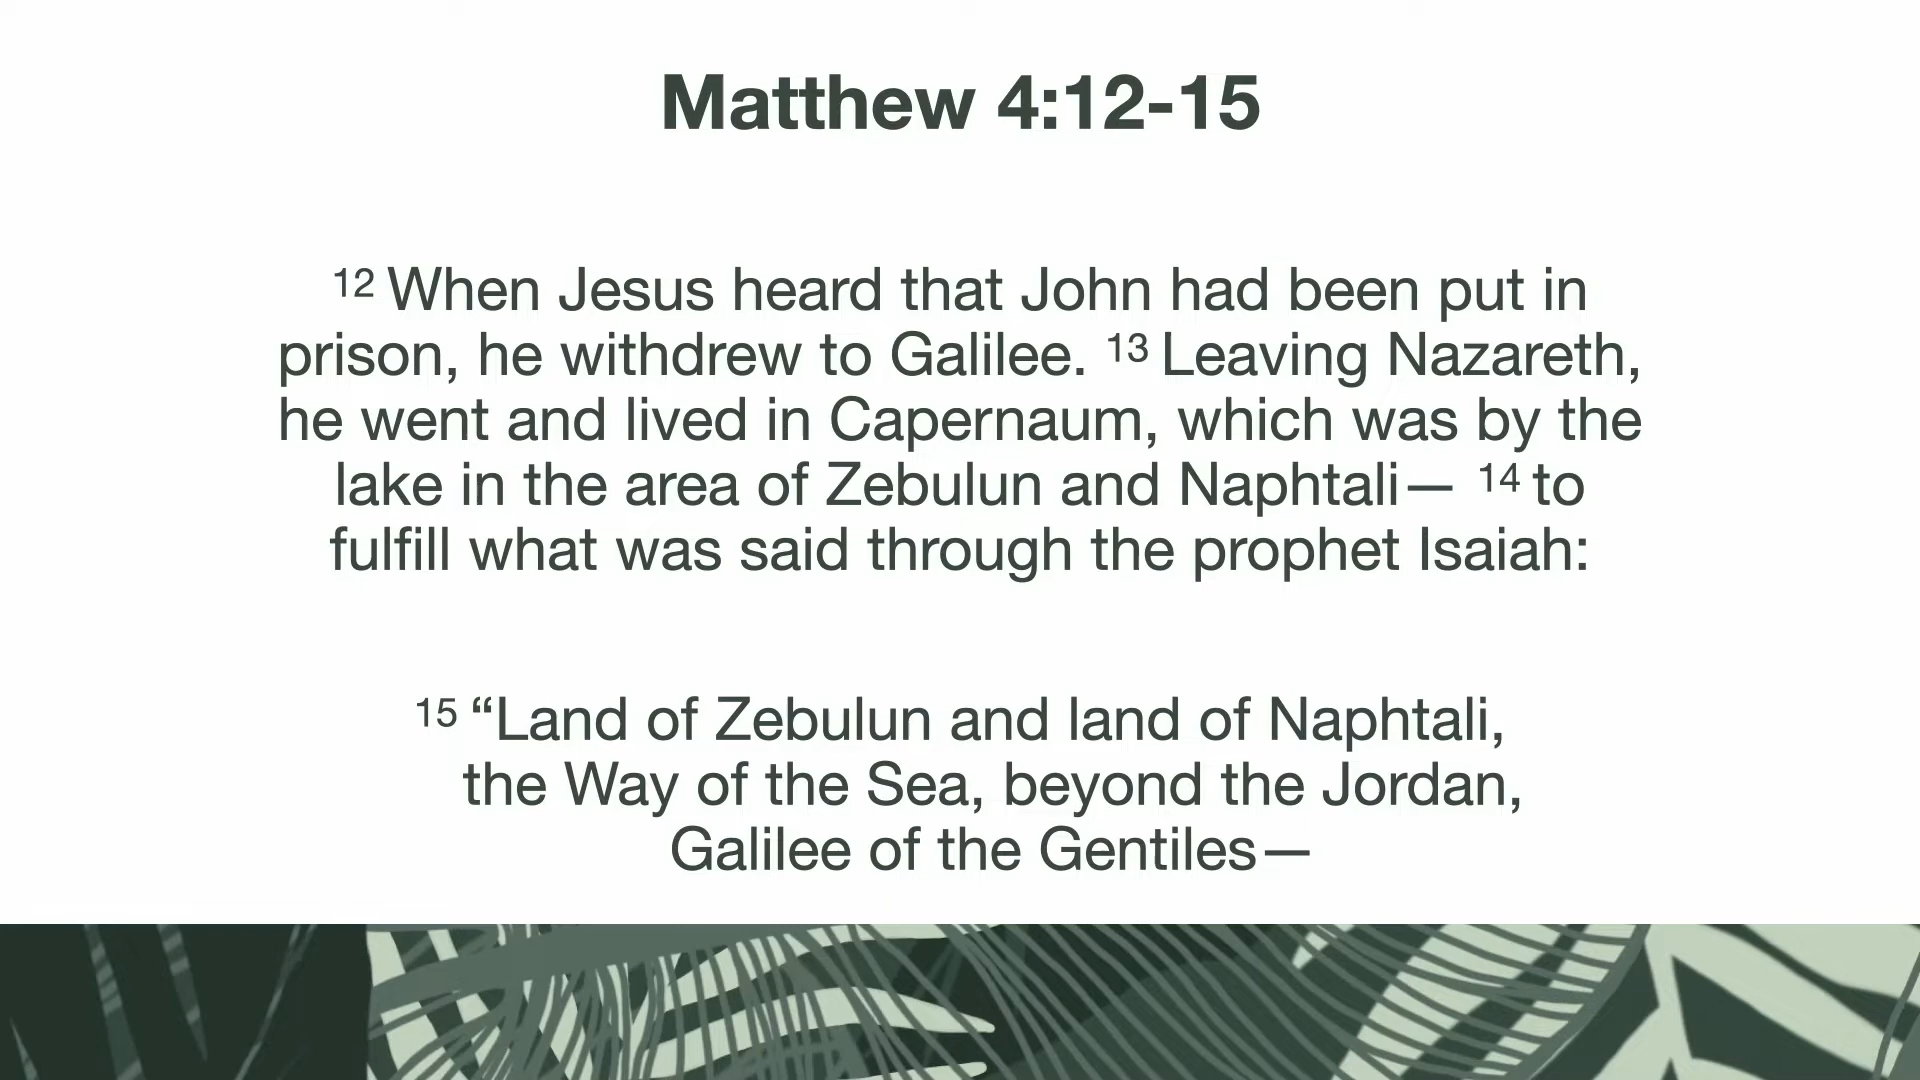 Matthew 4:12-15
12 When Jesus heard that John had been put in
prison, he withdrew to Galilee. 13 Leaving Nazareth,
he went and lived in Capernaum, which was by the
lake in the area of Zebulun and Naphtali— 14 to
fulfill what was said through the prophet Isaiah:
15 “Land of Zebulun and land of Naphtali,
the Way of the Sea, beyond the Jordan,
Galilee of the Gentiles—